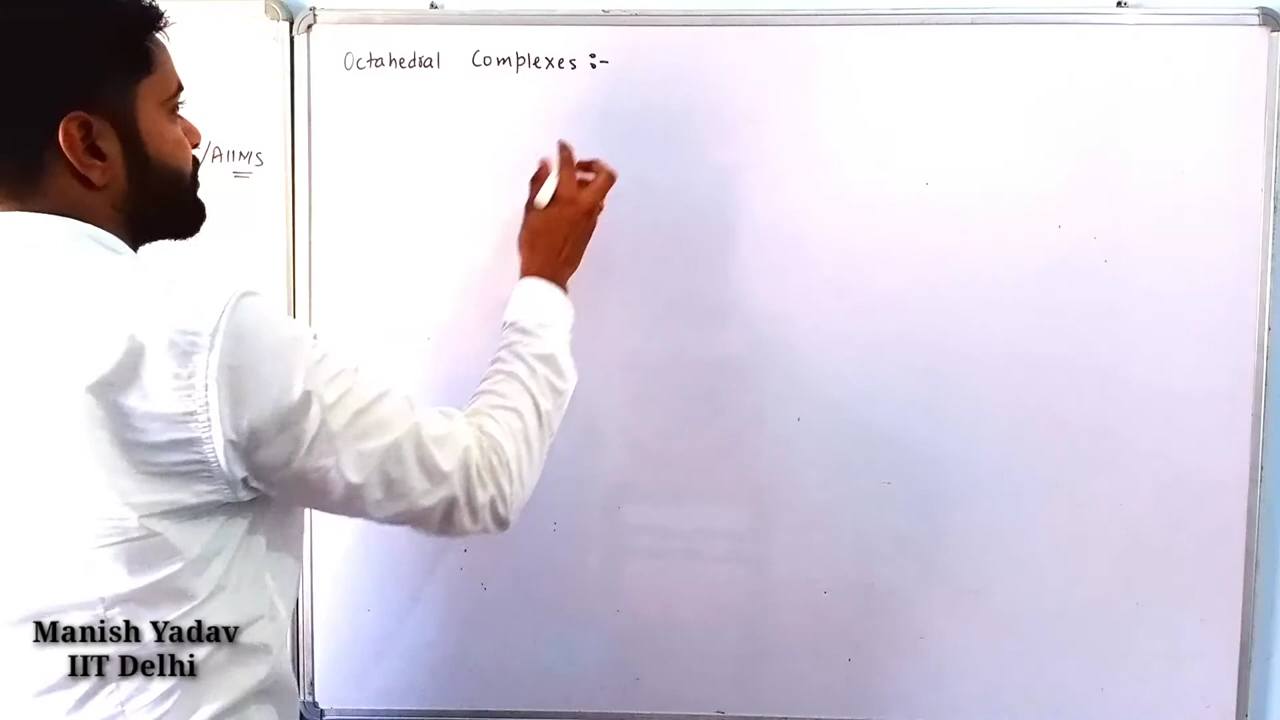 Octahedral Complexes :-
/AIIMS
Manish Yadav
IIT Delhi